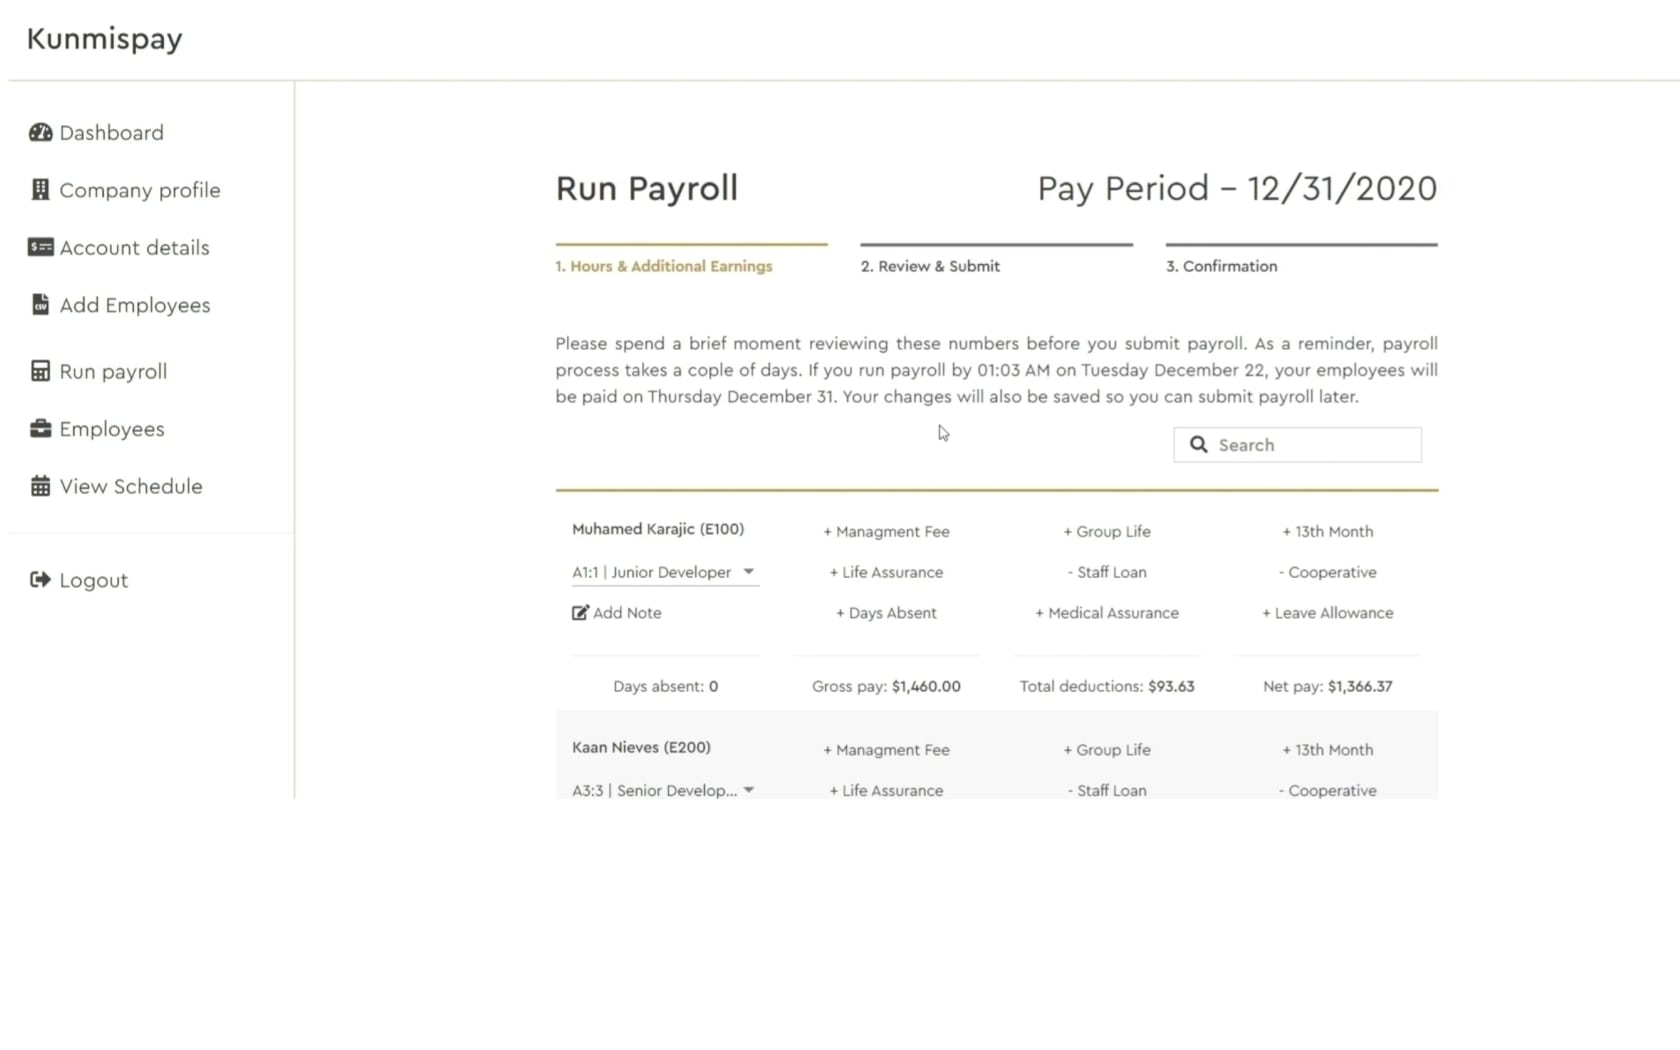 Kunmispay
Dashboard
Company profile
Account details
Add Employees
Run payroll
Employees
View Schedule
Logout
Run Payroll
Pay Period – 12/31/2020
1. Hours & Additional Earnings
2. Review & Submit
3. Confirmation
Please spend a brief moment reviewing these numbers before you submit payroll. As a reminder, payroll
process takes a cople of days. If you run payroll by 01:03 AM on Tuesday December 22, your employees will
be paid on Thursday December 31. Your changes will also be saved so you can submit payroll later.
Search
Muhamed Karajic (E100)
+ Managment Fee
+ Group Life
+ 13th Month
A1:1 | Junior Developer
+ Life Assurance
- Staff Loan
- Cooperative
Add Note
+ Days Absent
+ Medical Assurance
+ Leave Allowance
Days absent: 0
Gross pay: $1,460.00
Total deductions: $93.63
Net pay: $1,366.37
Kaan Nieves (E200)
+ Managment Fee
+ Group Life
+ 13th Month
A3:3 | Senior Develop...
+ Life Assurance
- Staff Loan
- Cooperative